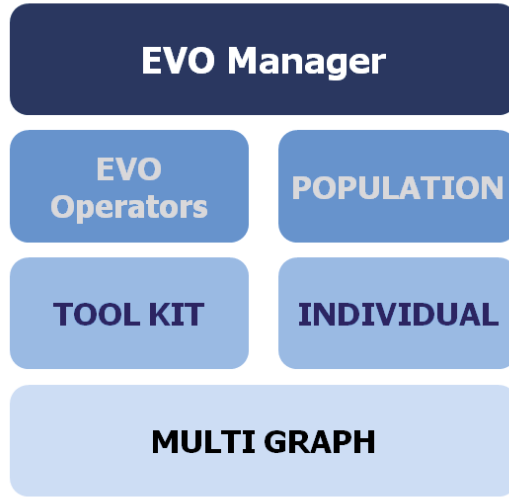 EVO Manager
EVO
Operators
POPULATION
TOOL KIT
INDIVIDUAL
MULTI GRAPH